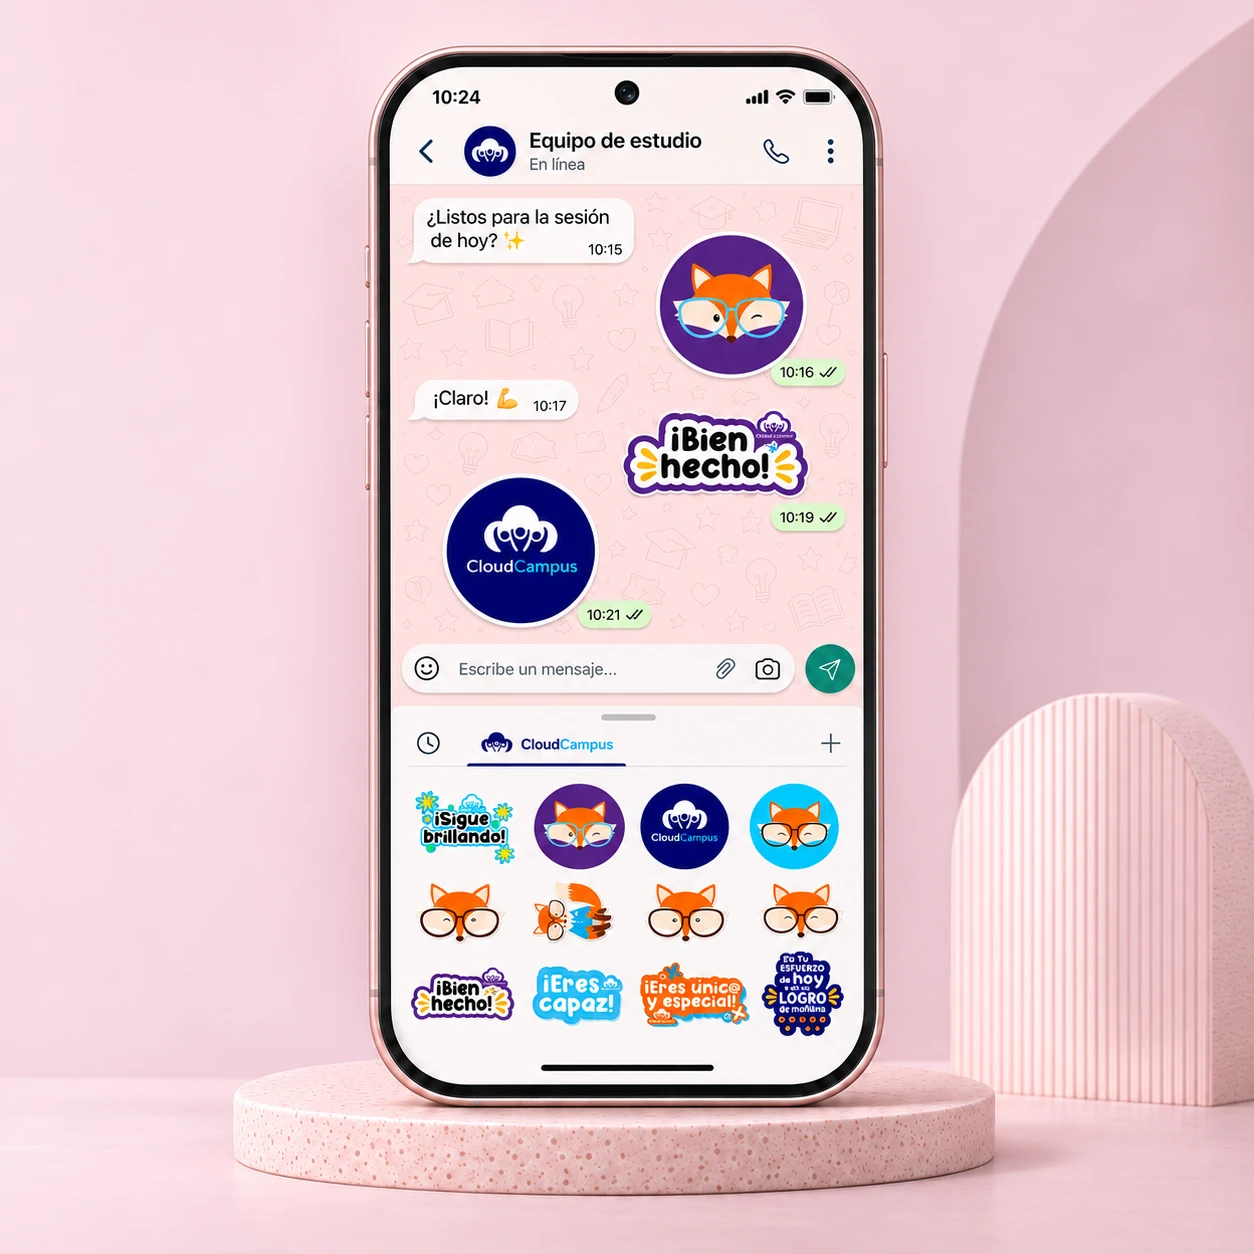 10:24
Equipo de estudio
En línea
¿Listos para la sesión
de hoy? ✨
10:15
10:16
¡Claro! 💪 10:17
¡Bien
hecho!
10:19
CloudCampus
10:21
Escribe un mensaje...
CloudCampus
¡Sigue
brillando!
CloudCampus
¡Bien
hecho!
¡Eres
capaz!
¡Eres únic@
y especial!
Tu
ESFUERZO
de hoy
LOGRO
de mañana